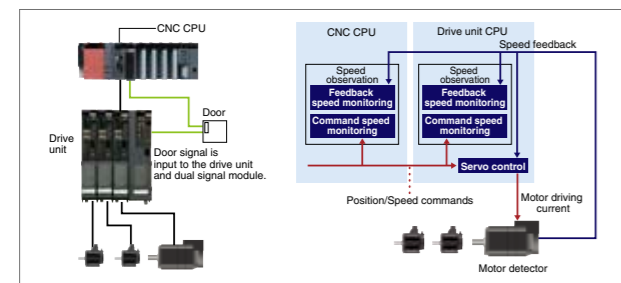 CNC CPU
Door
Drive
unit
Door signal is
input to the drive unit
and dual signal module.
CNC CPU
Drive unit CPU
Speed feedback
Speed
observation
Feedback
speed monitoring
Command speed
monitoring
Speed
observation
Feedback
speed monitoring
Command speed
monitoring
Servo control
Position/Speed commands
Motor driving
current
Motor detector